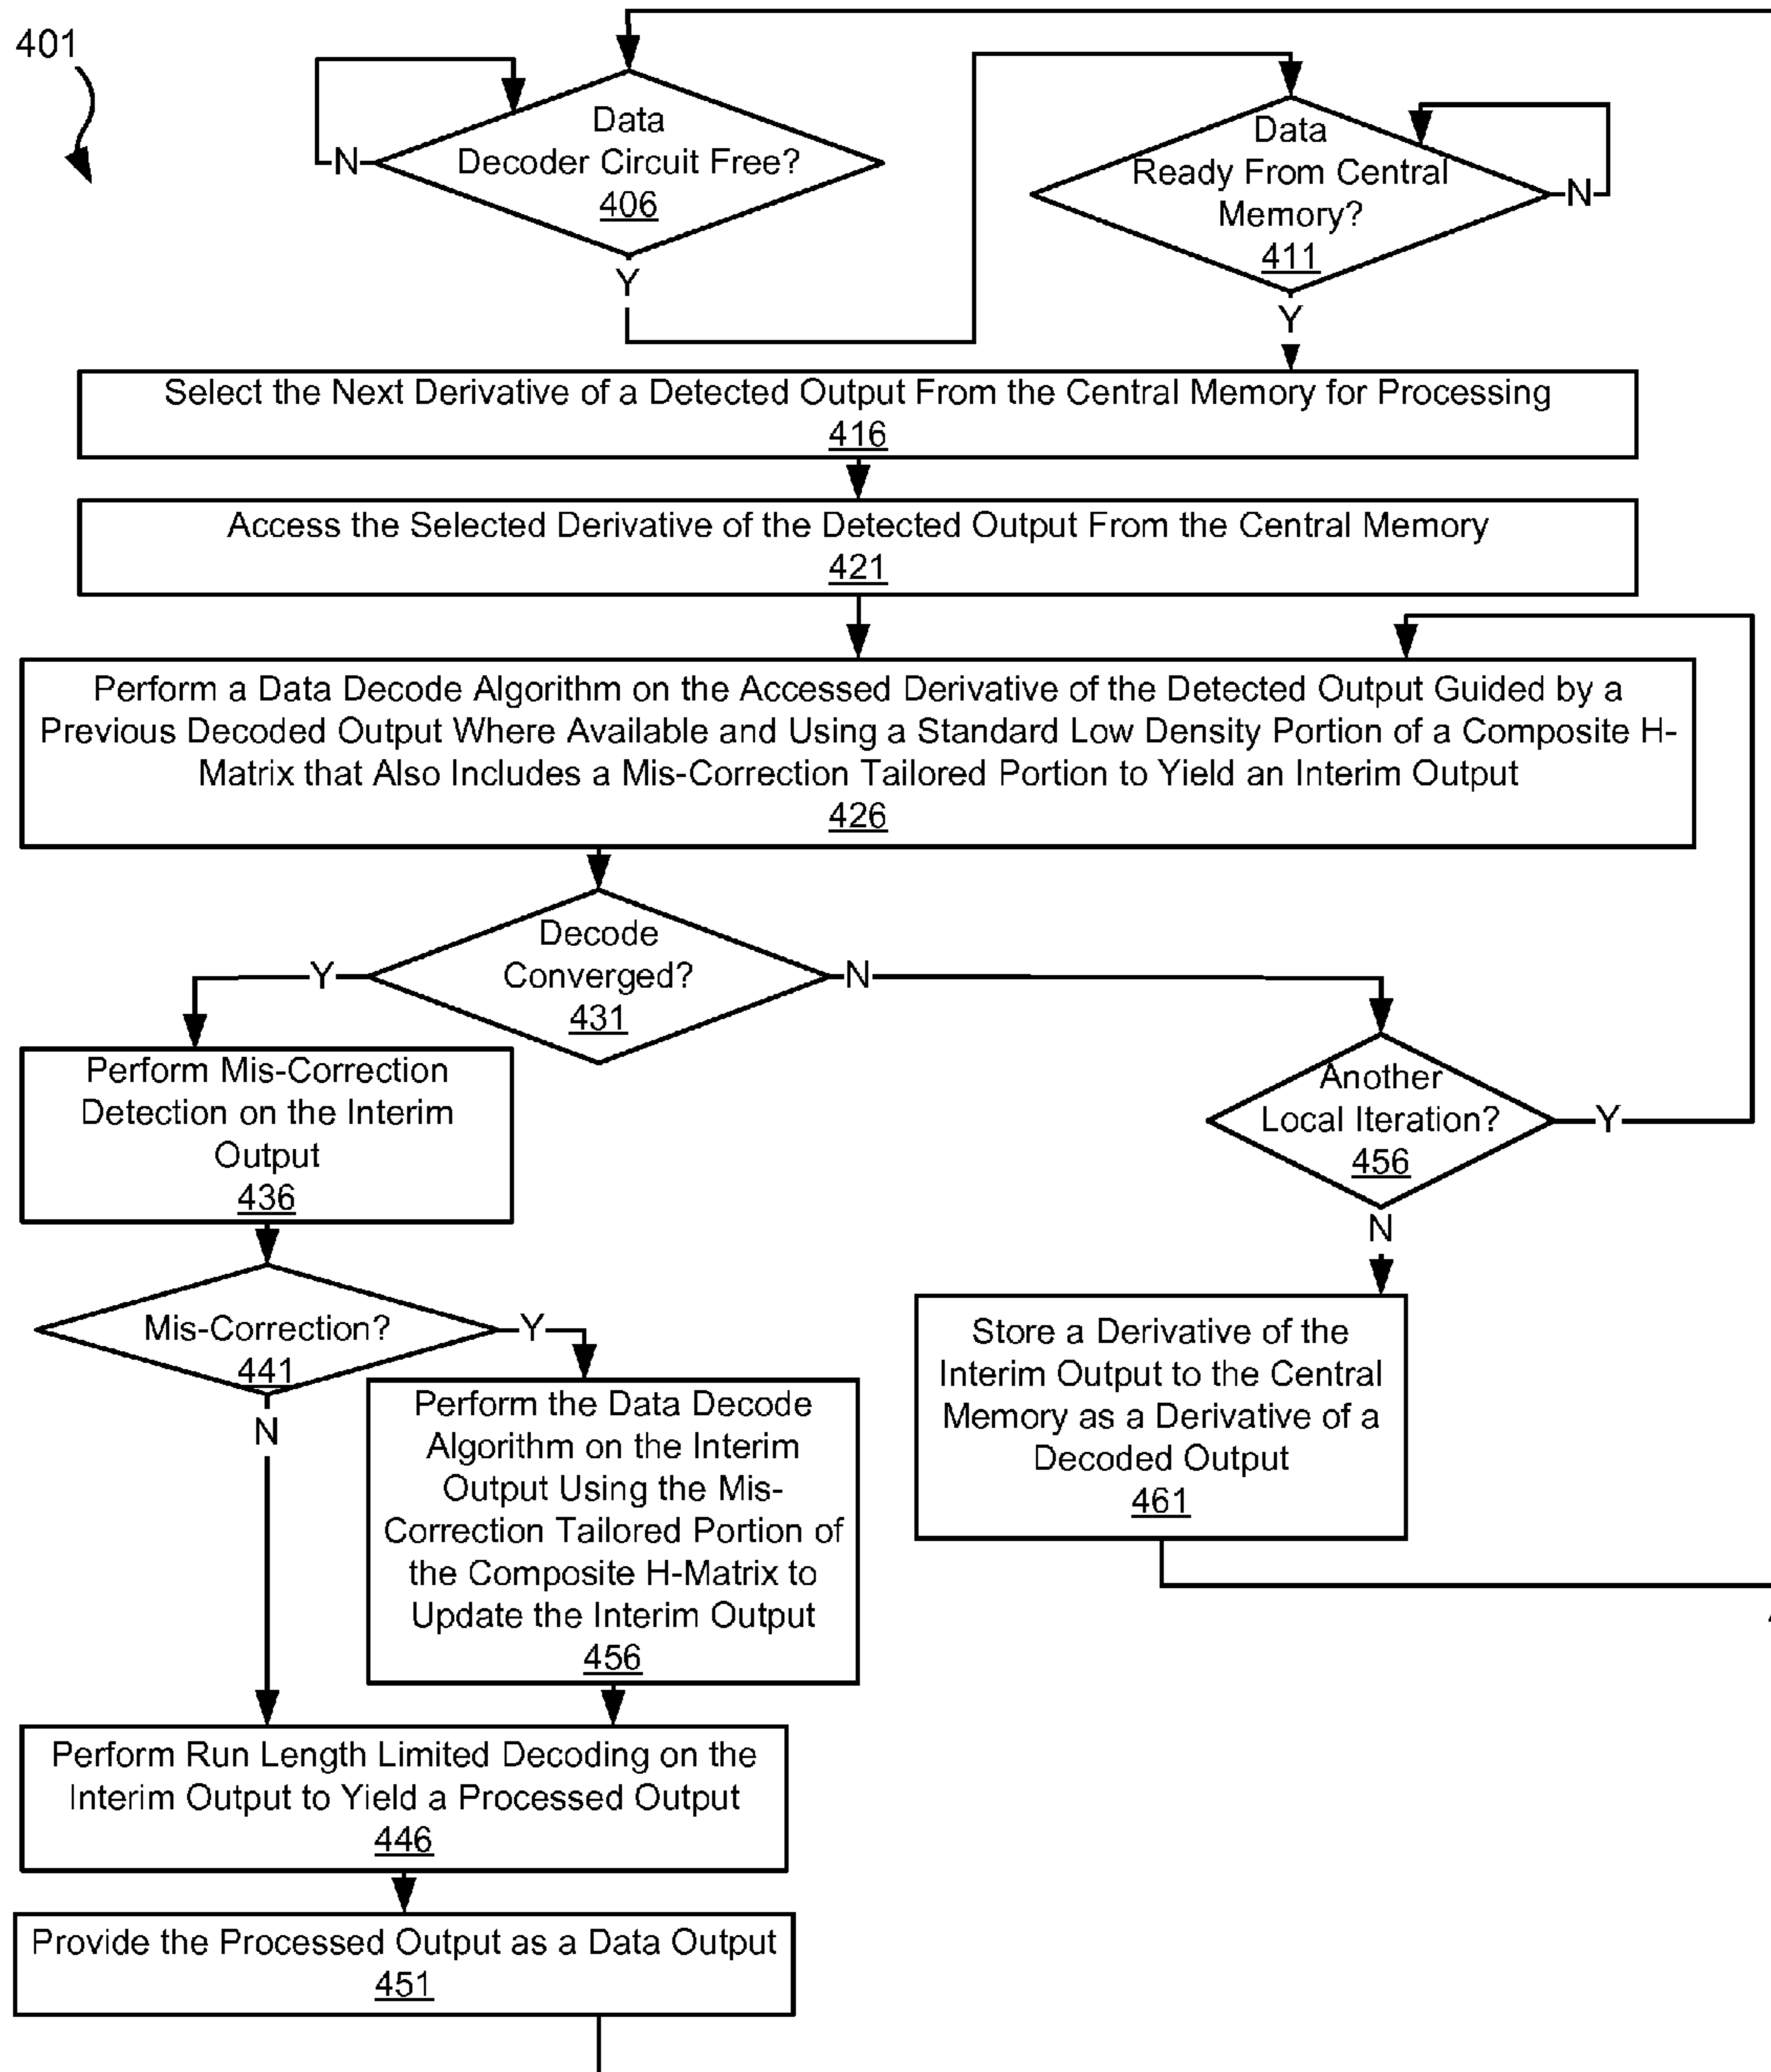 401
Data
Decoder Circuit Free?
406
N
Y
Data
Ready From Central
Memory?
411
N
Y
Select the Next Derivative of a Detected Output From the Central Memory for Processing
416
Access the Selected Derivative of the Detected Output From the Central Memory
421
Perform a Data Decode Algorithm on the Accessed Derivative of the Detected Output Guided by a
Previous Decoded Output Where Available and Using a Standard Low Density Portion of a Composite H-
Matrix that Also Includes a Mis-Correction Tailored Portion to Yield an Interim Output
426
Decode
Converged?
431
Y
N
Perform Mis-Correction
Detection on the Interim
Output
436
Another
Local Iteration?
456
Y
N
Mis-Correction?
441
Y
N
Perform the Data Decode
Algorithm on the Interim
Output Using the Mis-
Correction Tailored Portion of
the Composite H-Matrix to
Update the Interim Output
456
Store a Derivative of the
Interim Output to the Central
Memory as a Derivative of a
Decoded Output
461
Perform Run Length Limited Decoding on the
Interim Output to Yield a Processed Output
446
Provide the Processed Output as a Data Output
451